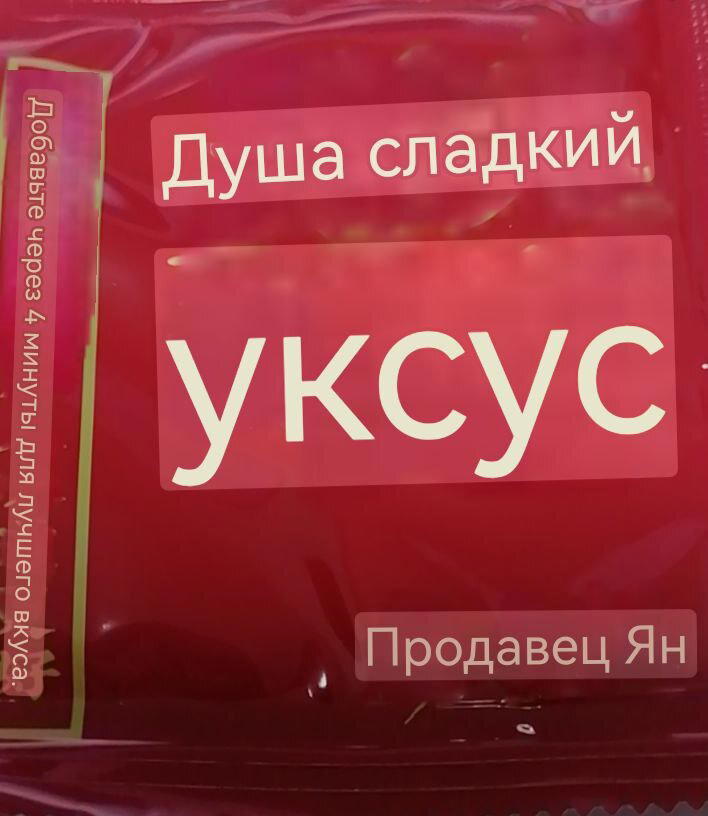 Душа сладкий
уксус
Продавец Ян
Добавьте через 4 минуты для лучшего вкуса.